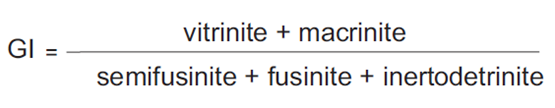 vitrinite + macrinite
GI =
semifusinite + fusinite + inertodetrinite